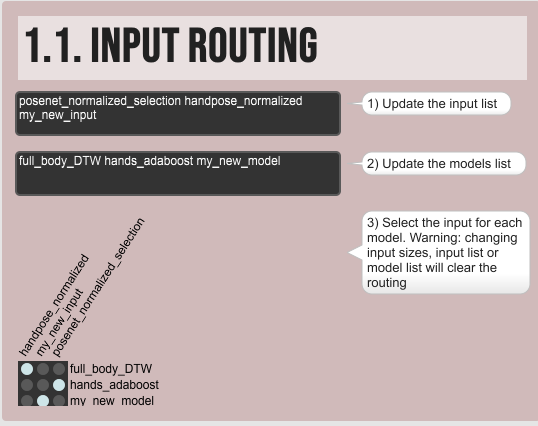 1.1. INPUT ROUTING
posenet_normalized_selection handpose_normalized
my_new_input
1) Update the input list
full_body_DTW hands_adaboost my_new_model
2) Update the models list
3) Select the input for each
model. Warning: changing
input sizes, input list or
model list will clear the
routing
handpose_normalized
my_new_input
posenet_normalized_selection
full_body_DTW
hands_adaboost
my_new_model